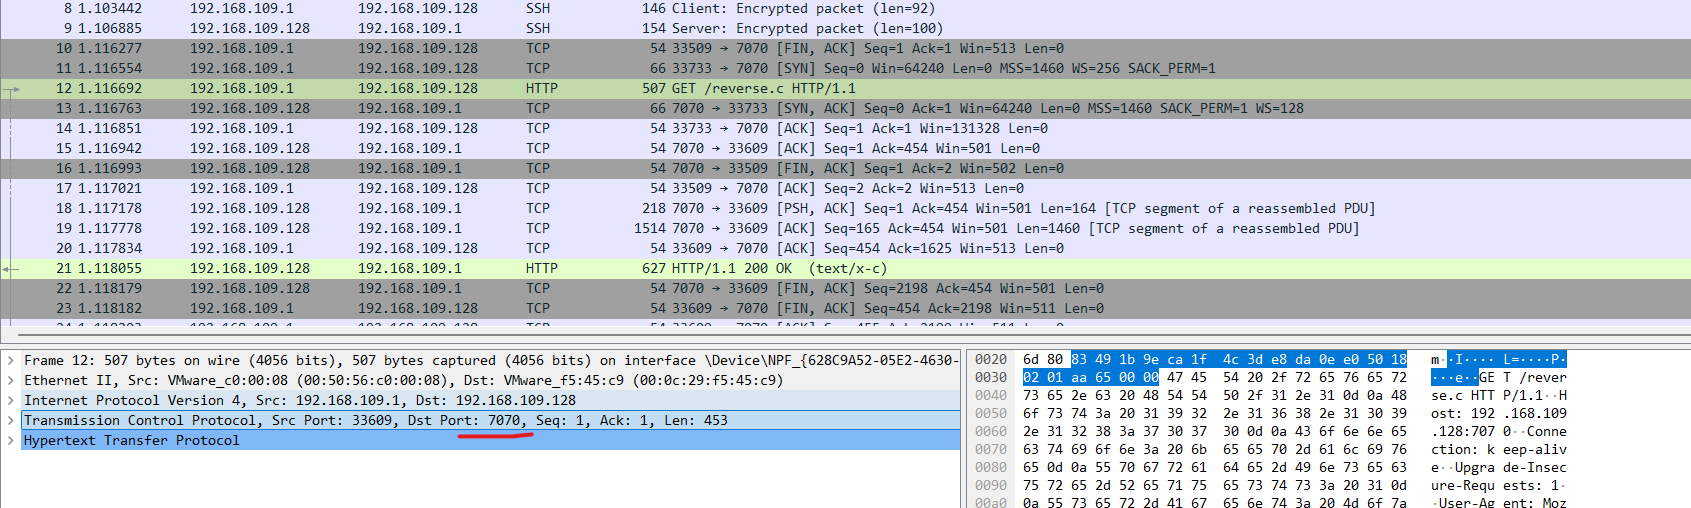 8 1.103442 192.168.109.1 192.168.109.128 SSH 146 Client: Encrypted packet (len=92)
9 1.106885 192.168.109.128 192.168.109.1 SSH 154 Server: Encrypted packet (len=100)
10 1.116277 192.168.109.1 192.168.109.128 TCP 54 33509 → 7070 [FIN, ACK] Seq=1 Ack=1 Win=513 Len=0
11 1.116554 192.168.109.1 192.168.109.128 TCP 66 33733 → 7070 [SYN] Seq=0 Win=64240 Len=0 MSS=1460 WS=256 SACK_PERM=1
12 1.116692 192.168.109.1 192.168.109.128 HTTP 507 GET /reverse.c HTTP/1.1
13 1.116763 192.168.109.128 192.168.109.1 TCP 66 7070 → 33733 [SYN, ACK] Seq=0 Ack=1 Win=64240 Len=0 MSS=1460 SACK_PERM=1 WS=128
14 1.116851 192.168.109.1 192.168.109.128 TCP 54 33733 → 7070 [ACK] Seq=1 Ack=1 Win=131328 Len=0
15 1.116942 192.168.109.128 192.168.109.1 TCP 54 7070 → 33609 [ACK] Seq=1 Ack=454 Win=501 Len=0
16 1.116993 192.168.109.128 192.168.109.1 TCP 54 7070 → 33509 [FIN, ACK] Seq=1 Ack=2 Win=502 Len=0
17 1.117021 192.168.109.1 192.168.109.128 TCP 54 33509 → 7070 [ACK] Seq=2 Ack=2 Win=513 Len=0
18 1.117178 192.168.109.128 192.168.109.1 TCP 218 7070 → 33609 [PSH, ACK] Seq=1 Ack=454 Win=501 Len=164 [TCP segment of a reassembled PDU]
19 1.117778 192.168.109.128 192.168.109.1 TCP 1514 7070 → 33609 [ACK] Seq=165 Ack=454 Win=501 Len=1460 [TCP segment of a reassembled PDU]
20 1.117834 192.168.109.1 192.168.109.128 TCP 54 33609 → 7070 [ACK] Seq=454 Ack=1625 Win=513 Len=0
21 1.118055 192.168.109.128 192.168.109.1 HTTP 627 HTTP/1.1 200 OK (text/x-c)
22 1.118179 192.168.109.128 192.168.109.1 TCP 54 7070 → 33609 [FIN, ACK] Seq=2198 Ack=454 Win=501 Len=0
23 1.118182 192.168.109.1 192.168.109.128 TCP 54 33609 → 7070 [FIN, ACK] Seq=454 Ack=2198 Win=511 Len=0
Frame 12: 507 bytes on wire (4056 bits), 507 bytes captured (4056 bits) on interface \Device\NPF_{628C9A52-05E2-4630-
Ethernet II, Src: VMware_c0:00:08 (00:50:56:c0:00:08), Dst: VMware_f5:45:c9 (00:0c:29:f5:45:c9)
Internet Protocol Version 4, Src: 192.168.109.1, Dst: 192.168.109.128
Transmission Control Protocol, Src Port: 33609, Dst Port: 7070, Seq: 1, Ack: 1, Len: 453
Hypertext Transfer Protocol
0020 6d 80 83 49 1b 9e ca 1f 4c 3d e8 da 0e e0 50 18 m··I···· L=····P·
0030 02 01 aa 65 00 00 47 45 54 20 2f 72 65 76 65 72 ···e··GE T /rever
0040 73 65 2e 63 20 48 54 54 50 2f 31 2e 31 0d 0a 48 se.c HTT P/1.1··H
0050 6f 73 74 3a 20 31 39 32 2e 31 36 38 2e 31 30 39 ost: 192 .168.109
0060 2e 31 32 38 3a 37 30 37 30 0d 0a 43 6f 6e 6e 65 .128:707 0··Conne
0070 63 74 69 6f 6e 3a 20 6b 65 65 70 2d 61 6c 69 76 ction: k eep-aliv
0080 65 0d 0a 55 70 67 72 61 64 65 2d 49 6e 73 65 63 e··Upgra de-Insec
0090 75 72 65 2d 52 65 71 75 65 73 74 73 3a 20 31 0d ure-Requ ests: 1·
00a0 0a 55 73 65 72 2d 41 67 65 6e 74 3a 20 4d 6f 7a ·User-Ag ent: Moz